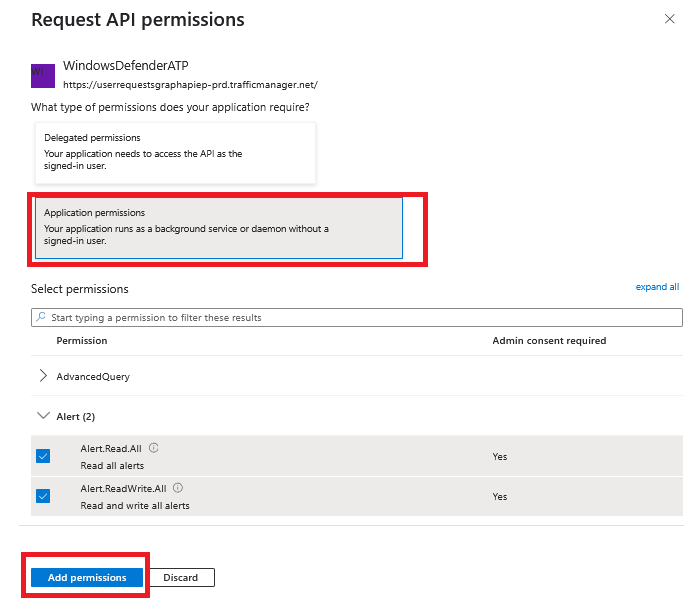 Request API permissions
WI
WindowsDefenderATP
https://userrequestsgraphapiep-prd.trafficmanager.net/
What type of permissions does your application require?
Delegated permissions
Your application needs to access the API as the
signed-in user.
Application permissions
Your application runs as a background service or daemon without a
signed-in user.
Select permissions
expand all
Start typing a permission to filter these results
Permission Admin consent required
AdvancedQuery
Alert (2)
Alert.Read.All
Read all alerts
Yes
Alert.ReadWrite.All
Read and write all alerts
Yes
Add permissions Discard